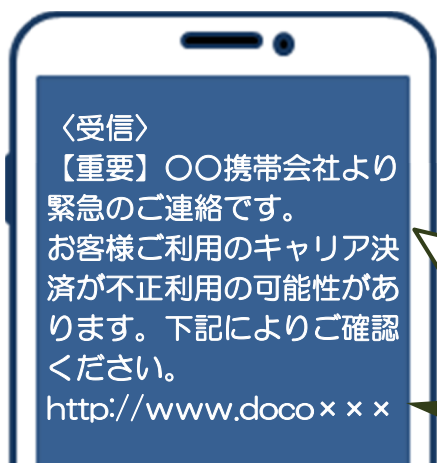 〈受信〉
【重要】〇〇携帯会社より
緊急のご連絡です。
お客様ご利用のキャリア決
済が不正利用の可能性があ
ります。下記によりご確認
ください。
http://www.doco×××